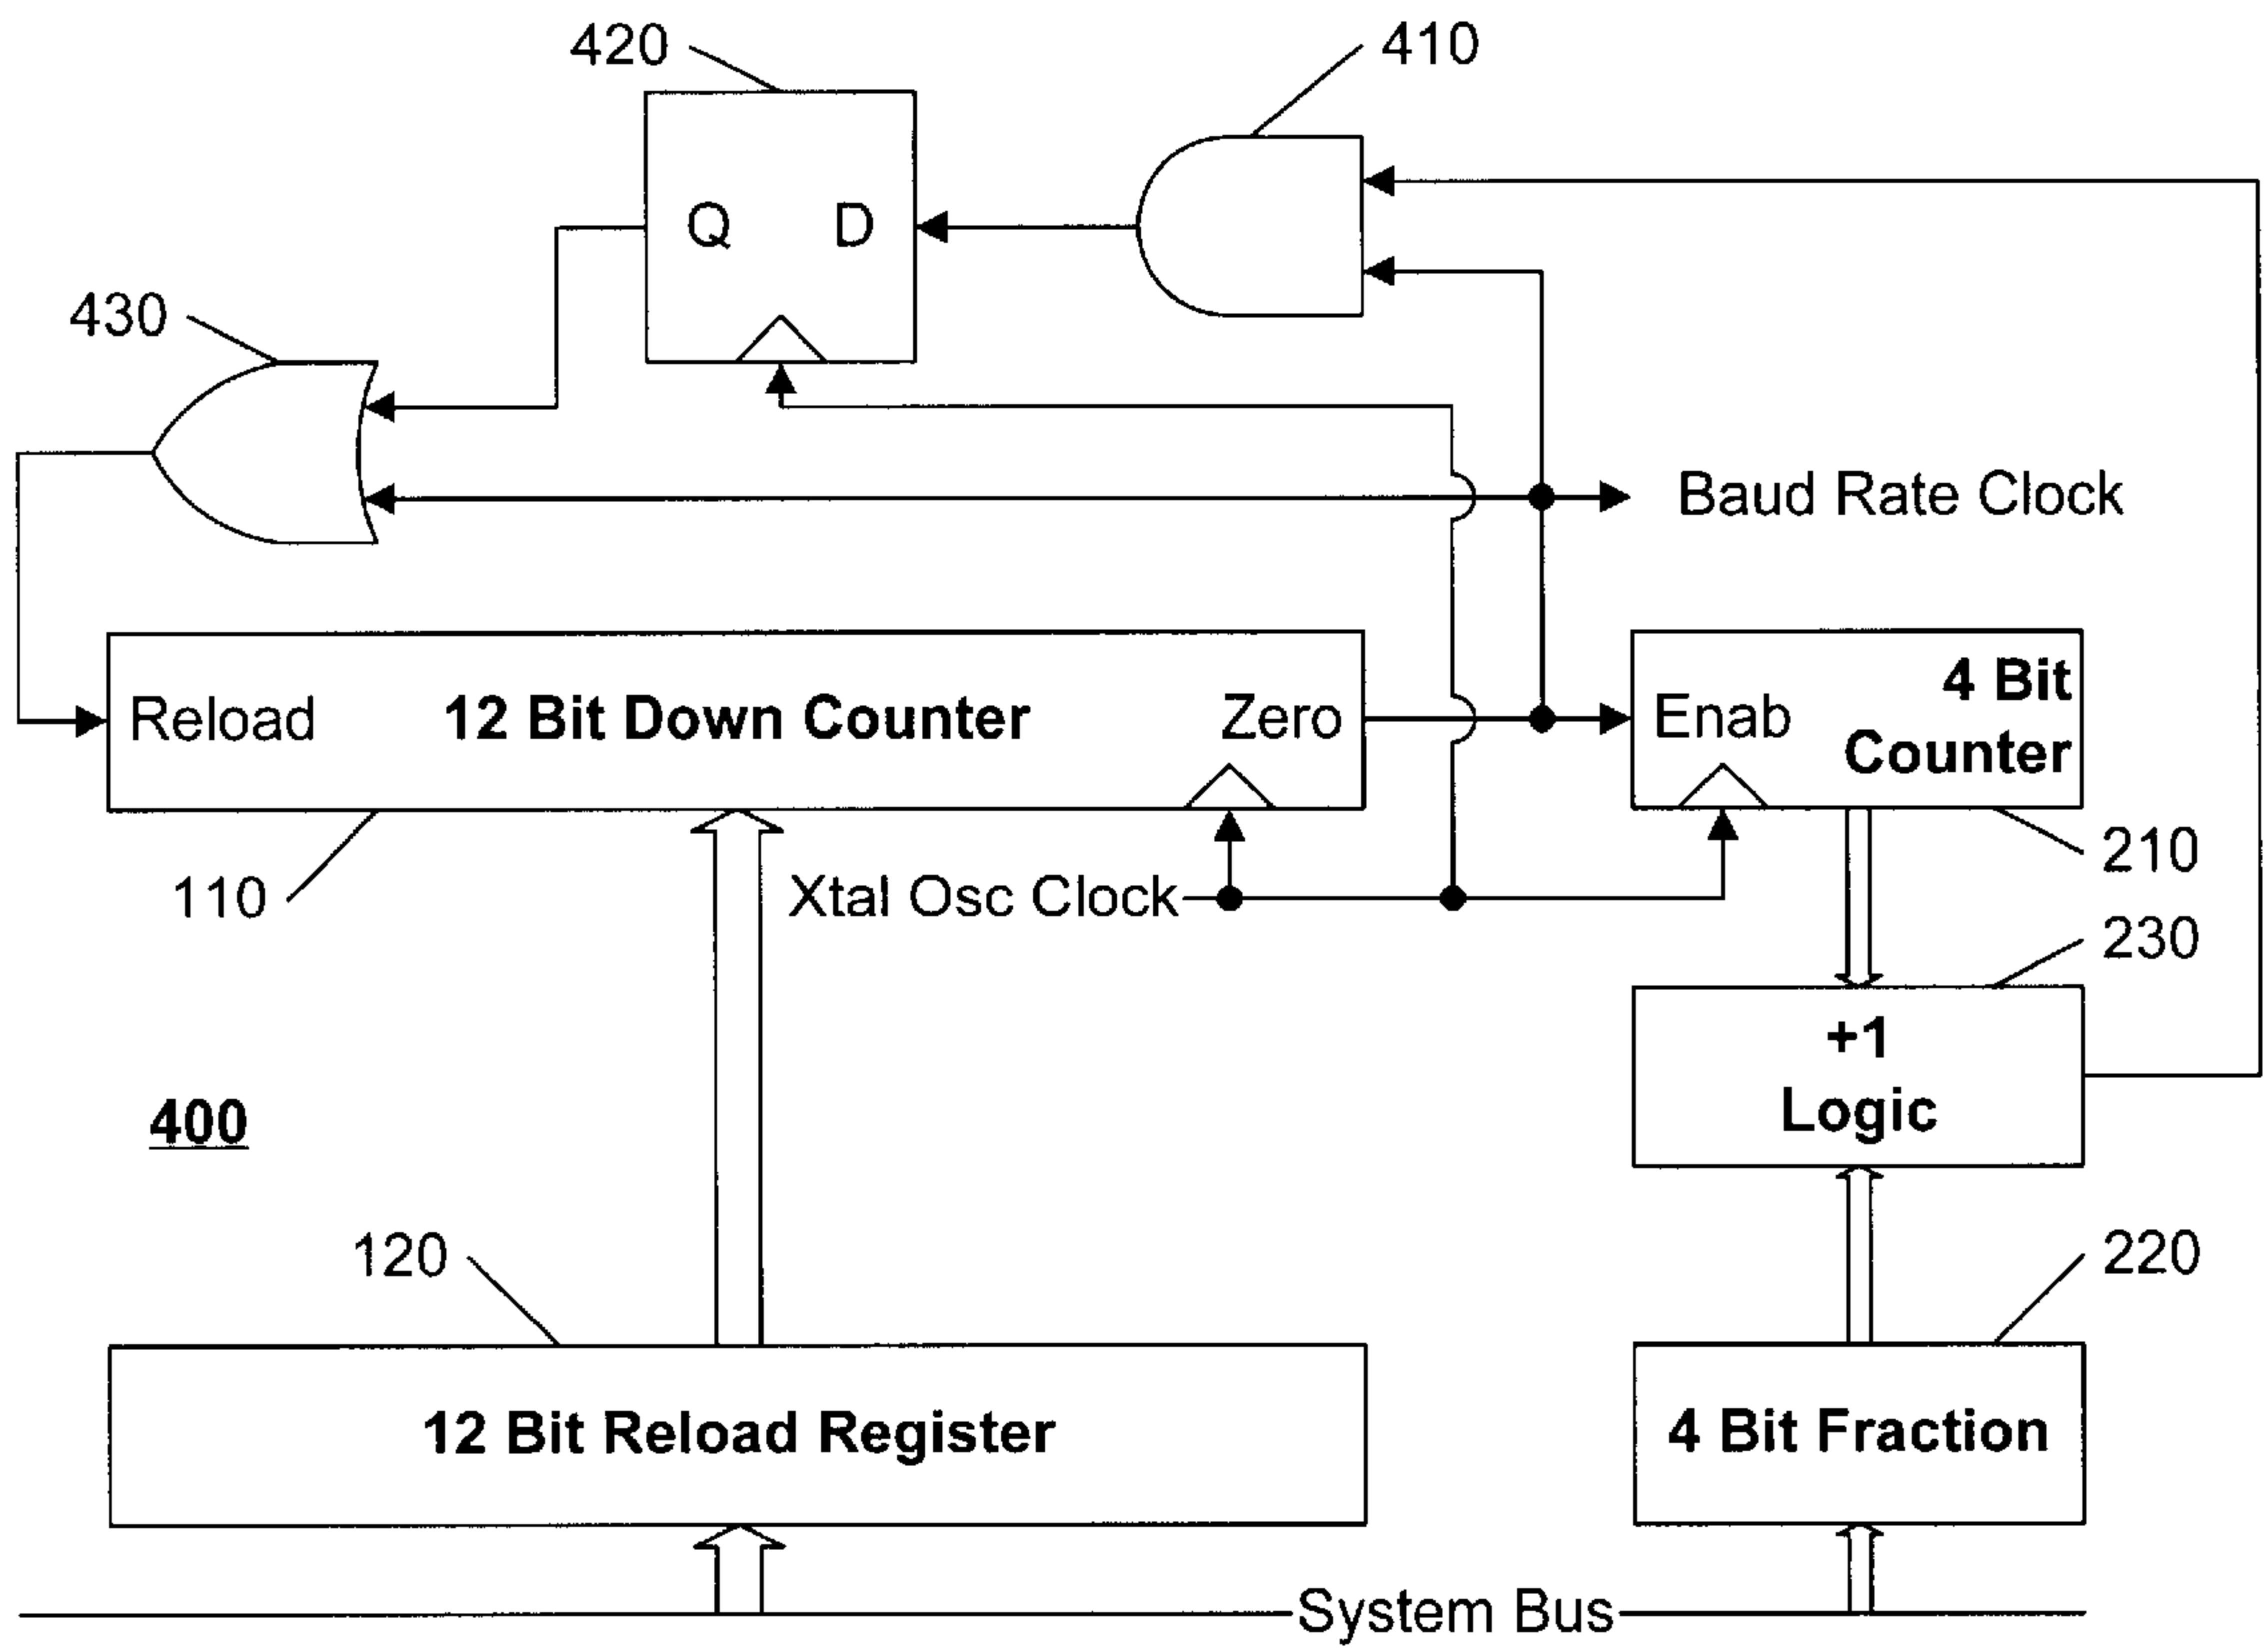 420
410
Q D
430
Baud Rate Clock
Reload 12 Bit Down Counter Zero
Enab 4 Bit
Counter
110
Xtal Osc Clock
210
230
+1
Logic
400
120
220
12 Bit Reload Register
4 Bit Fraction
System Bus